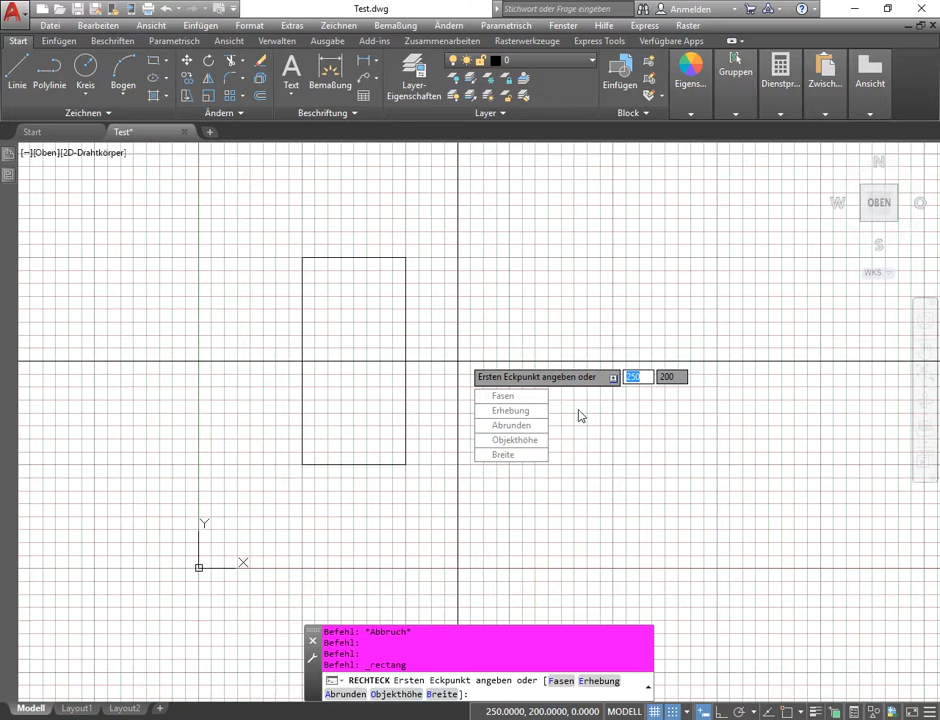 Test.dwg
Stichwort oder Frage eingeben
Anmelden
Datei Bearbeiten Ansicht Einfügen Format Extras Zeichnen Bemaßung Ändern Parametrisch Fenster Hilfe Express Raster
Start Einfügen Beschriften Parametrisch Ansicht Verwalten Ausgabe Add-ins Zusammenarbeiten Rasterwerkzeuge Express Tools Verfügbare Apps
0
Linie Polylinie Kreis Bogen Text Bemaßung Layer-
Eigenschaften Einfügen Eigens... Gruppen Dienstpr... Zwisch... Ansicht
Zeichnen Ändern Beschriftung Layer Block
Start Test*
[−][Oben][2D-Drahtkörper]
N
W OBEN O
S
WKS
Ersten Eckpunkt angeben oder 250 200
Fasen
Erhebung
Abrunden
Objekthöhe
Breite
Y
X
Befehl: *Abbruch*
Befehl:
Befehl:
Befehl: _rectang
RECHTECK Ersten Eckpunkt angeben oder [Fasen Erhebung
Abrunden Objekthöhe Breite]:
Modell Layout1 Layout2 + 250.0000, 200.0000, 0.0000 MODELL